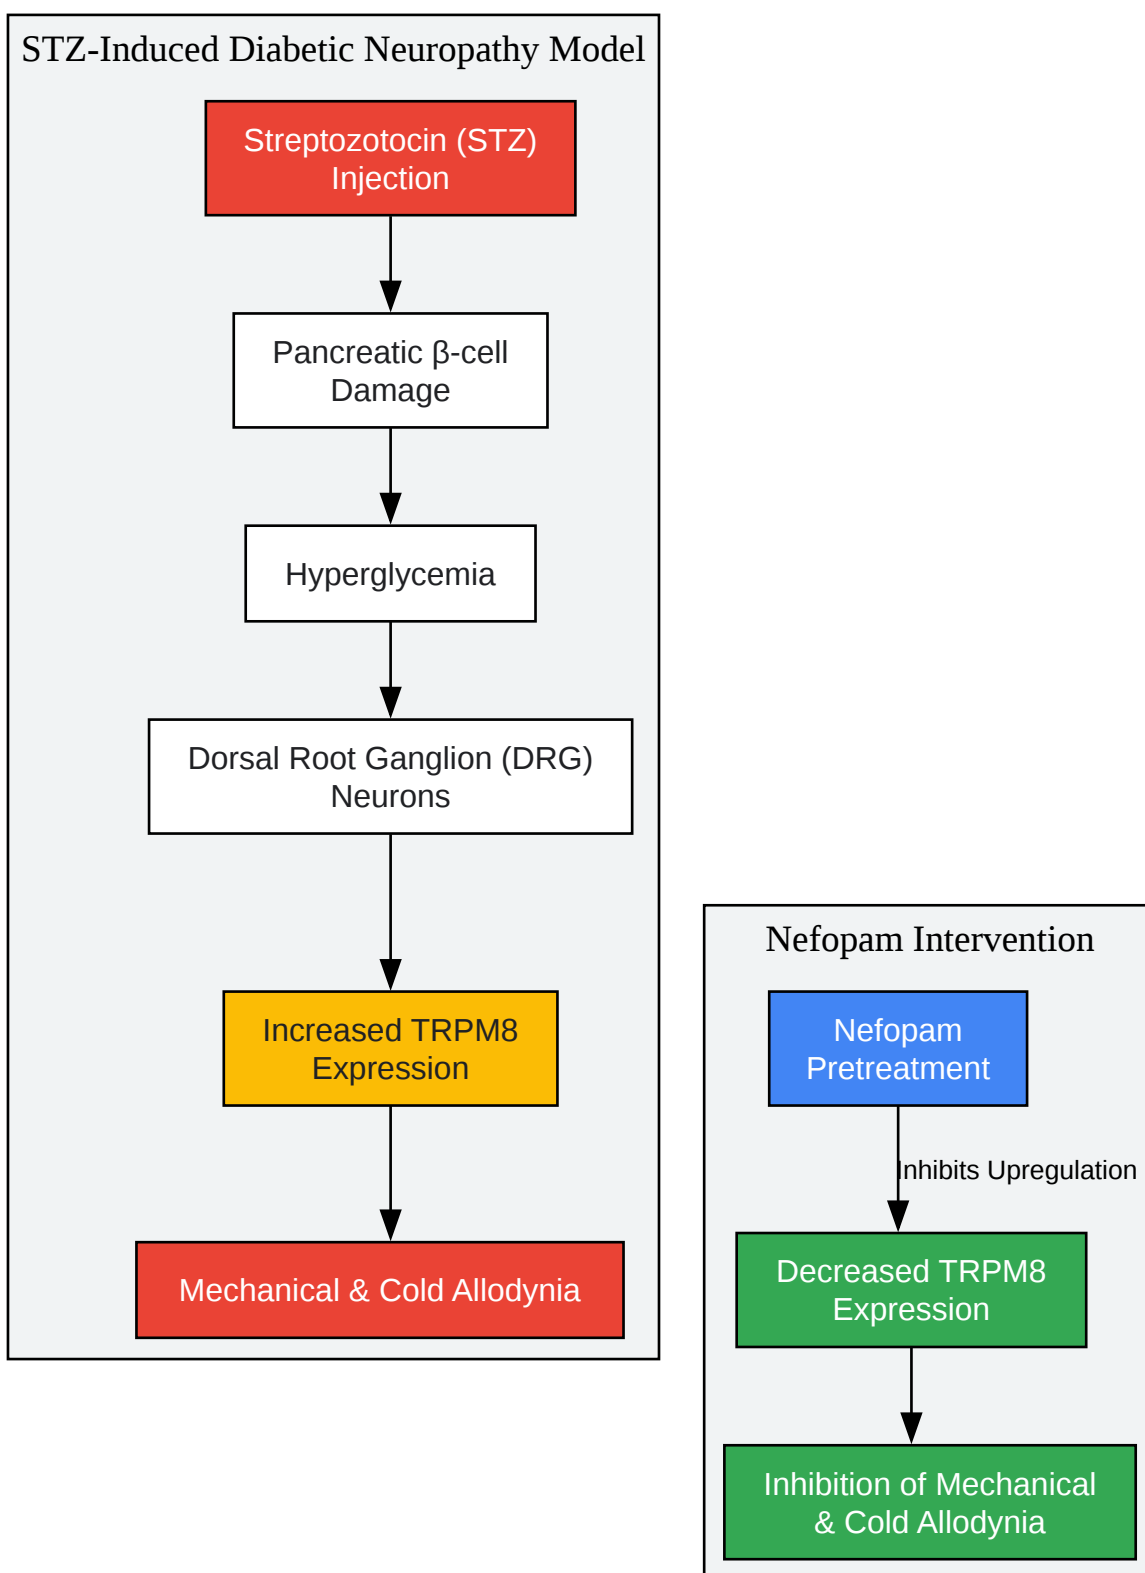 STZ-Induced Diabetic Neuropathy Model
Streptozotocin (STZ)
Injection
Pancreatic β-cell
Damage
Hyperglycemia
Dorsal Root Ganglion (DRG)
Neurons
Increased TRPM8
Expression
Mechanical & Cold Allodynia
Nefopam Intervention
Nefopam
Pretreatment
Inhibits Upregulation
Decreased TRPM8
Expression
Inhibition of Mechanical
& Cold Allodynia